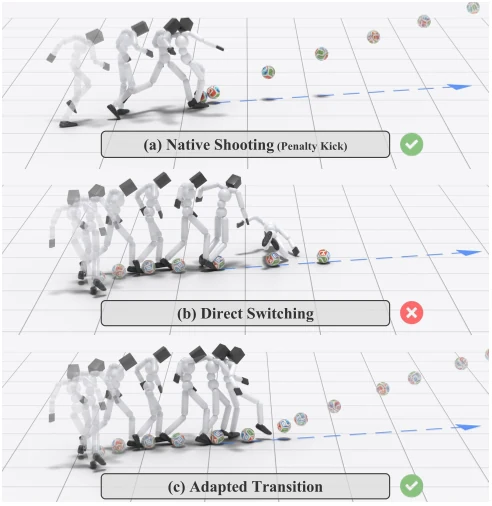 (a) Native Shooting (Penalty Kick)
(b) Direct Switching
(c) Adapted Transition